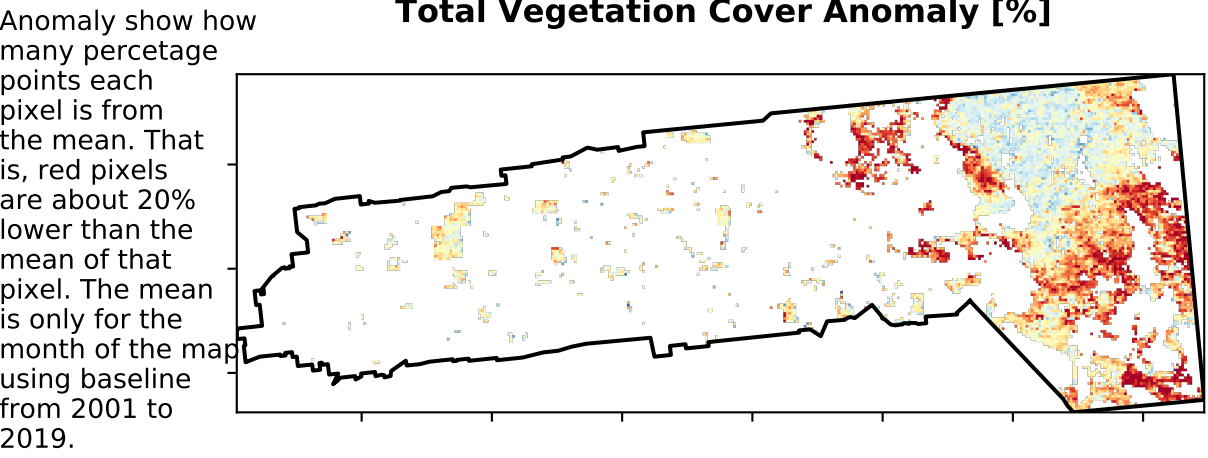 Total Vegetation Cover Anomaly [%]
Anomaly show how
many percetage
points each
pixel is from
the mean. That
is, red pixels
are about 20%
lower than the
mean of that
pixel. The mean
is only for the
month of the map
using baseline
from 2001 to
2019.